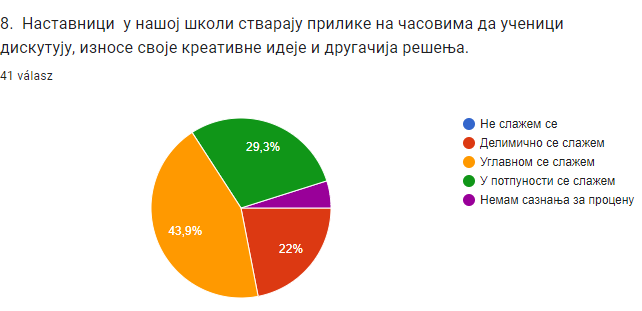 8.  Наставници  у нашој школи стварају прилике на часовима да ученици
дискутују, износе своје креативне идеје и другачија решења.
41 válasz
Не слажем се
Делимично се слажем
Углавном се слажем
У потпуности се слажем
Немам сазнања за процену
29,3%
43,9%
22%